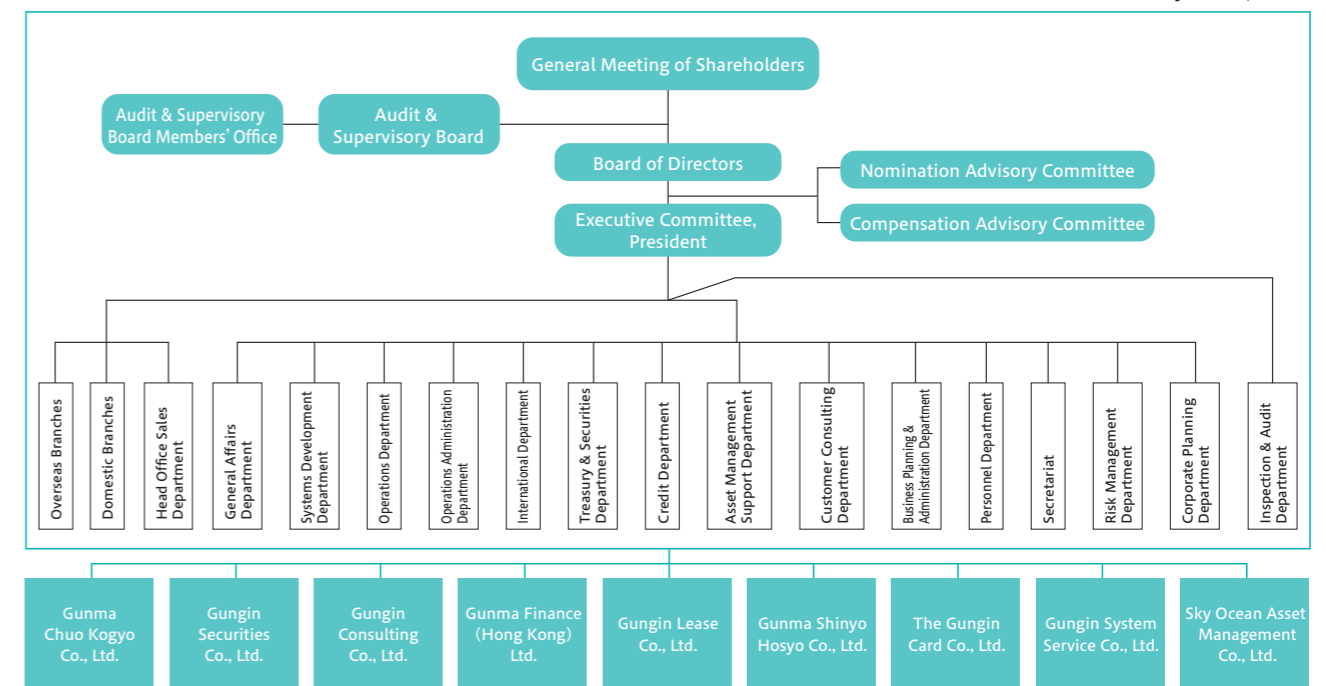 General Meeting of Shareholders
Audit & Supervisory
Board Members' Office
Audit &
Supervisory Board
Board of Directors
Nomination Advisory Committee
Executive Committee,
President
Compensation Advisory Committee
Overseas Branches
Domestic Branches
Head Office Sales
Department
General Affairs
Department
Systems Development
Department
Operations Department
Operations Administration
Department
International Department
Treasury & Securities
Department
Credit Department
Asset Management
Support Department
Customer Consulting
Department
Business Planning &
Administration Department
Personnel Department
Secretariat
Risk Management
Department
Corporate Planning
Department
Inspection & Audit
Department
Gunma
Chuo Kogyo
Co., Ltd.
Gungin
Securities
Co., Ltd.
Gungin
Consulting
Co., Ltd.
Gunma Finance
(Hong Kong)
Ltd.
Gungin Lease
Co., Ltd.
Gunma Shinyo
Hosyo Co., Ltd.
The Gungin
Card Co., Ltd.
Gungin System
Service Co., Ltd.
Sky Ocean Asset
Management
Co., Ltd.